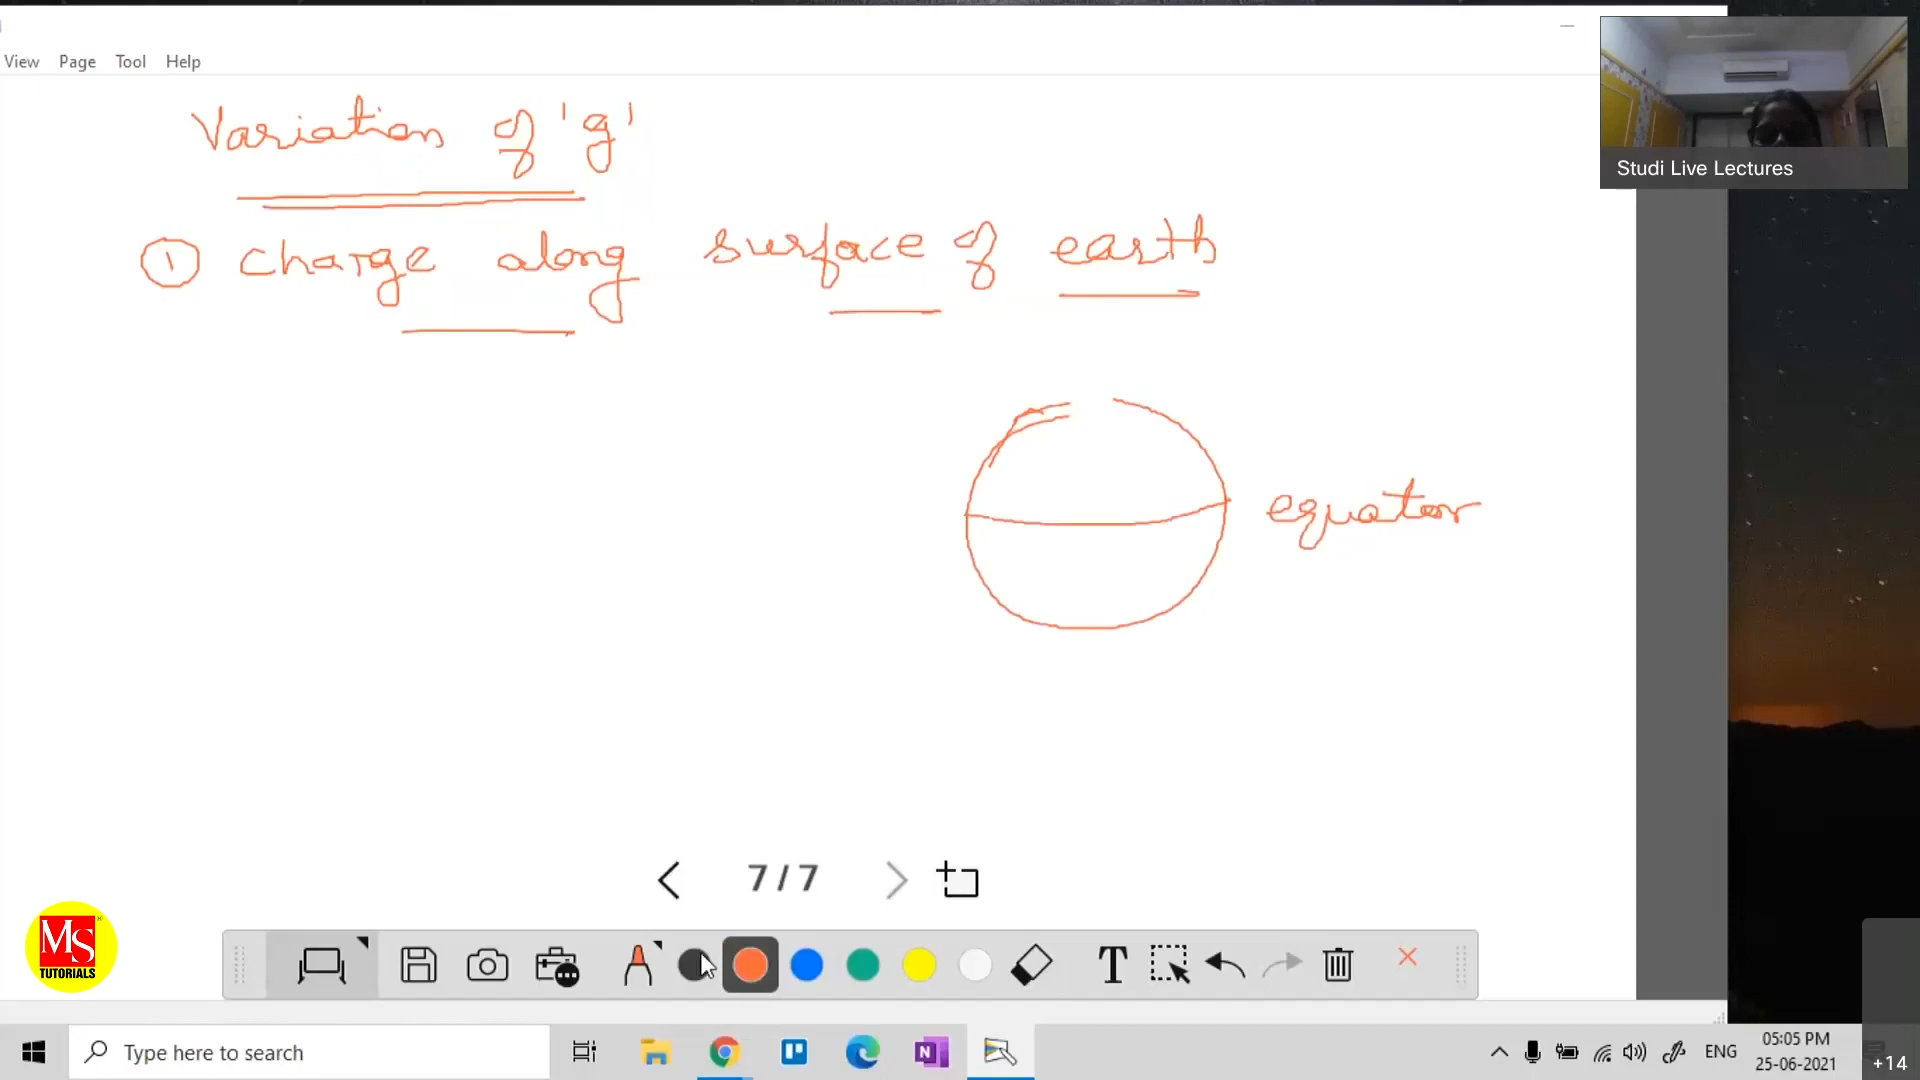 View Page Tool Help
Studi Live Lectures
Variation of 'g'
① Change along surface of earth
equator
7/7
MS
TUTORIALS
T
Type here to search
N
ENG
05:05 PM
25-06-2021
+14